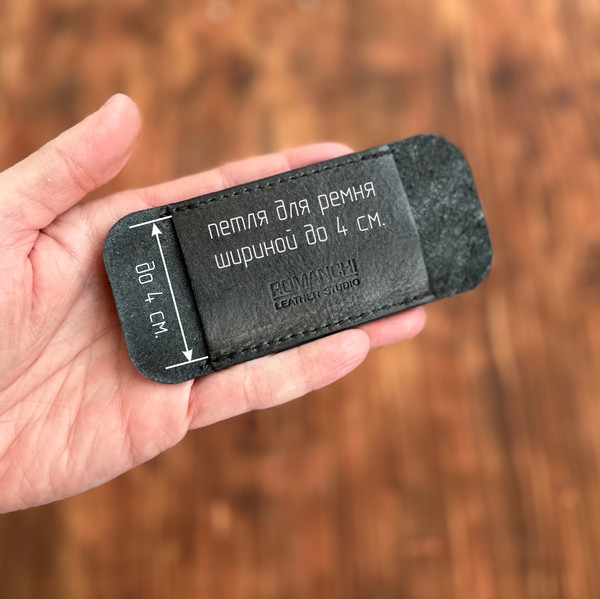 петля для ремня
шириной до 4 см.
до 4 см.
ROMANCHI
LEATHER STUDIO